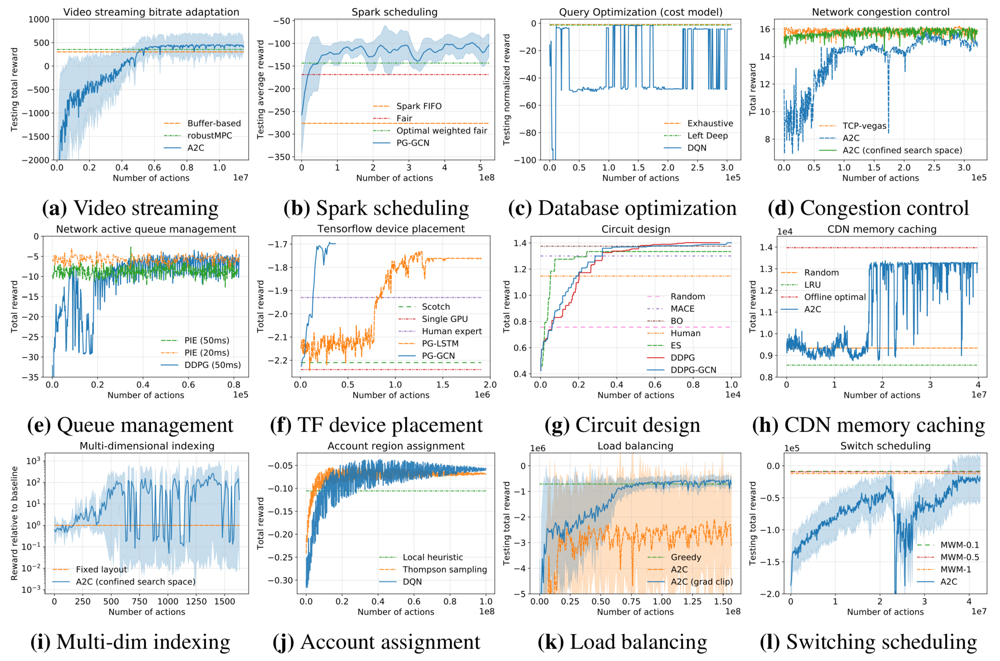 Video streaming bitrate adaptation
1000
500
0
−500
−1000
−1500
−2000
Testing total reward
Buffer-based
robustMPC
A2C
0.0 0.2 0.4 0.6 0.8 1.0
Number of actions
1e7
(a) Video streaming
Spark scheduling
−50
−100
−150
−200
−250
−300
−350
Testing average reward
Spark FIFO
Fair
Optimal weighted fair
PG-GCN
0 1 2 3 4 5
Number of actions
1e8
(b) Spark scheduling
Query Optimization (cost model)
0
−20
−40
−60
−80
−100
Testing normalized reward
Exhaustive
Left Deep
DQN
0.0 0.5 1.0 1.5 2.0 2.5 3.0
Number of actions
1e5
(c) Database optimization
Network congestion control
16
14
12
10
8
Total reward
TCP-vegas
A2C
A2C (confined search space)
0.0 0.5 1.0 1.5 2.0 2.5 3.0
Number of actions
1e5
(d) Congestion control
Network active queue management
0
−5
−10
−15
−20
−25
−30
−35
Total reward
PIE (50ms)
PIE (20ms)
DDPG (50ms)
0.0 0.2 0.4 0.6 0.8
Number of actions
1e5
(e) Queue management
Tensorflow device placement
−1.7
−1.8
−1.9
−2.0
−2.1
−2.2
Total reward
Scotch
Single GPU
Human expert
PG-LSTM
PG-GCN
0.0 0.5 1.0 1.5 2.0
Number of actions
1e6
(f) TF device placement
Circuit design
1.4
1.2
1.0
0.8
0.6
0.4
Total reward
Random
MACE
BO
Human
ES
DDPG
DDPG-GCN
0.0 0.2 0.4 0.6 0.8 1.0
Number of actions
1e4
(g) Circuit design
1e4
CDN memory caching
1.4
1.3
1.2
1.1
1.0
0.9
0.8
Total reward
Random
LRU
Offline optimal
A2C
0 1 2 3 4
Number of actions
1e7
(h) CDN memory caching
Multi-dimensional indexing
10³
10²
10¹
10⁰
10⁻¹
10⁻²
10⁻³
Reward relative to baseline
Fixed layout
A2C (confined search space)
0 250 500 750 1000 1250 1500
Number of actions
(i) Multi-dim indexing
Account region assignment
−0.05
−0.10
−0.15
−0.20
−0.25
−0.30
Total reward
Local heuristic
Thompson sampling
DQN
0.0 0.2 0.4 0.6 0.8 1.0
Number of actions
1e8
(j) Account assignment
1e6
Load balancing
0
−1
−2
−3
−4
−5
Testing total reward
Greedy
A2C
A2C (grad clip)
0.00 0.25 0.50 0.75 1.00 1.25 1.50
Number of actions
1e8
(k) Load balancing
1e5
Switch scheduling
0.0
−0.5
−1.0
−1.5
−2.0
Testing total reward
MWM-0.1
MWM-0.5
MWM-1
A2C
0 1 2 3 4
Number of actions
1e7
(l) Switching scheduling